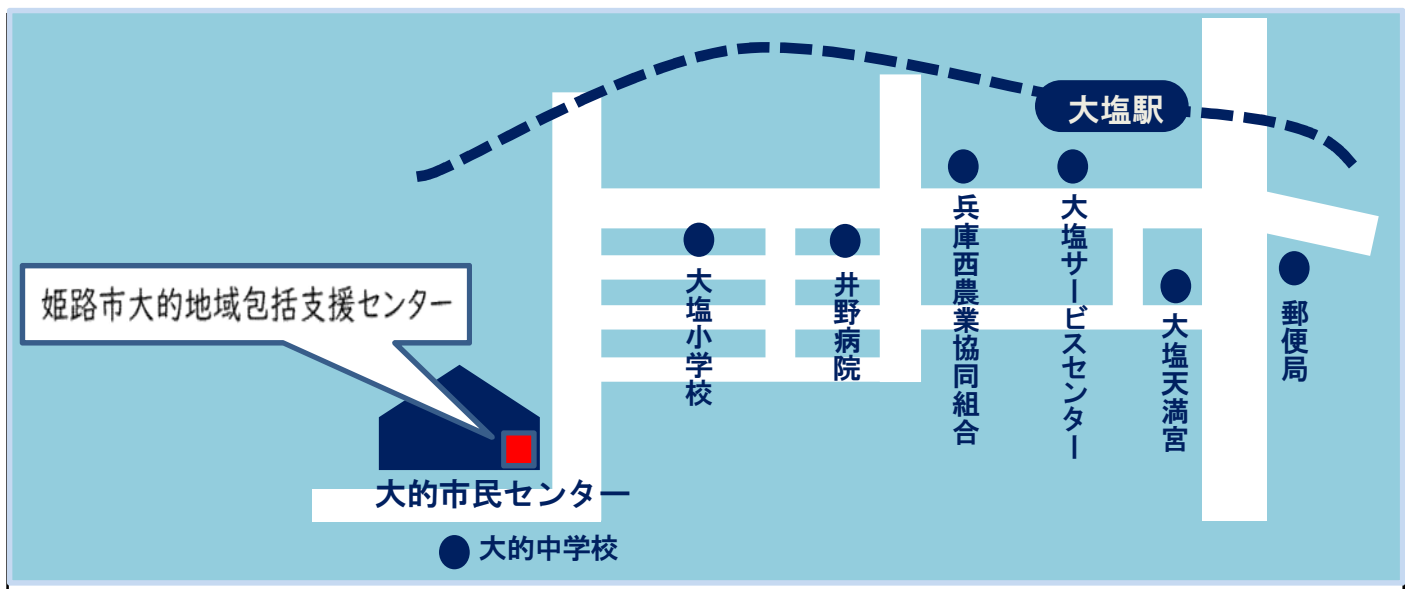 大塩駅
兵庫西農業協同組合
大塩サービスセンター
大塩小学校
井野病院
大塩天満宮
郵便局
姫路市大的地域包括支援センター
大的市民センター
大的中学校